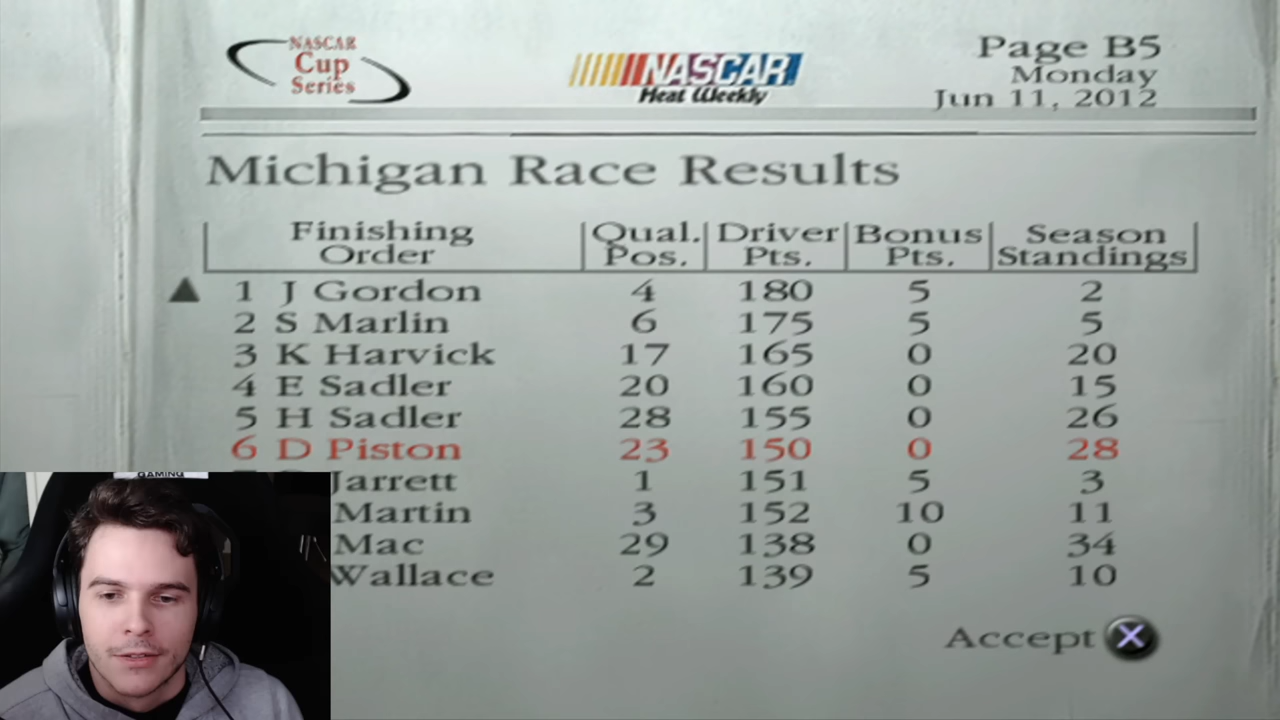 NASCAR
Cup
Series
NASCAR
Heat Weekly
Page B5
Monday
Jun 11, 2012
Michigan Race Results
Finishing Order Qual. Pos. Driver Pts. Bonus Pts. Season Standings
1 J Gordon 4 180 5 2
2 S Marlin 6 175 5 5
3 K Harvick 17 165 0 20
4 E Sadler 20 160 0 15
5 H Sadler 28 155 0 26
6 D Piston 23 150 0 28
Jarrett 1 151 5 3
Martin 3 152 10 11
Mac 29 138 0 34
Wallace 2 139 5 10
GAMING
Accept X